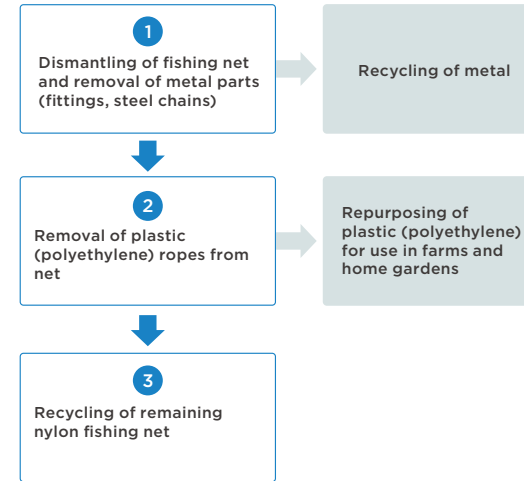 1
Dismantling of fishing net
and removal of metal parts
(fittings, steel chains)
Recycling of metal
2
Removal of plastic
(polyethylene) ropes from
net
Repurposing of
plastic (polyethylene)
for use in farms and
home gardens
3
Recycling of remaining
nylon fishing net